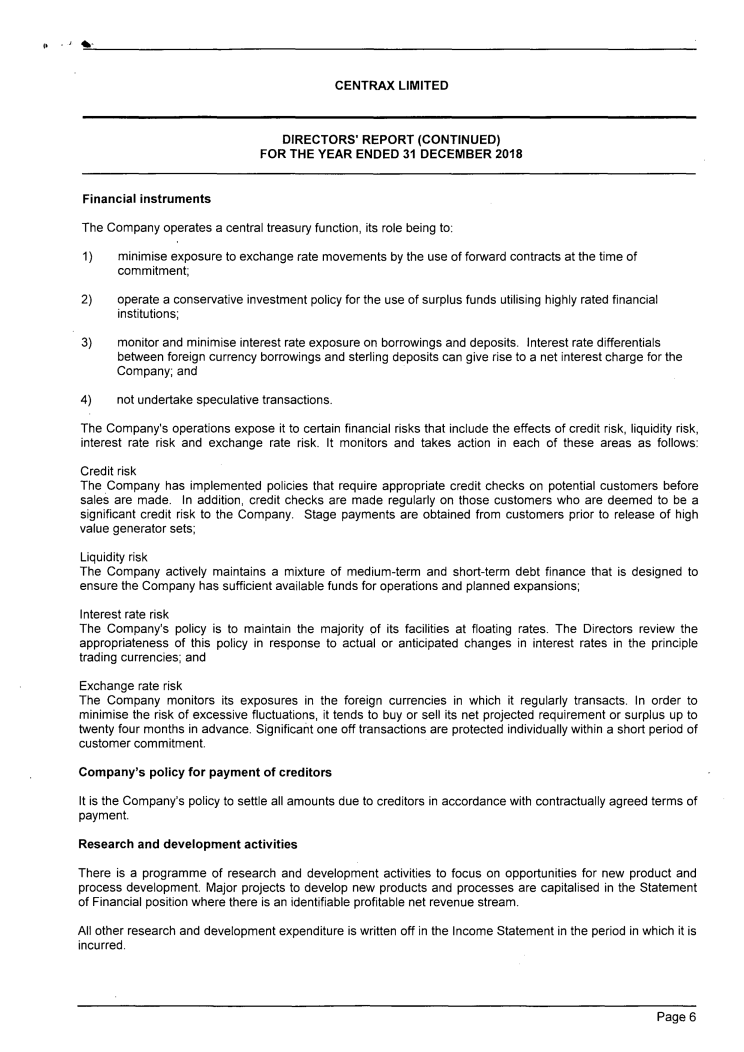 CENTRAX LIMITED
DIRECTORS' REPORT (CONTINUED)
FOR THE YEAR ENDED 31 DECEMBER 2018
Financial instruments
The Company operates a central treasury function, its role being to:
1) minimise exposure to exchange rate movements by the use of forward contracts at the time of
commitment;
2) operate a conservative investment policy for the use of surplus funds utilising highly rated financial
institutions;
3) monitor and minimise interest rate exposure on borrowings and deposits. Interest rate differentials
between foreign currency borrowings and sterling deposits can give rise to a net interest charge for the
Company; and
4) not undertake speculative transactions.
The Company's operations expose it to certain financial risks that include the effects of credit risk, liquidity risk,
interest rate risk and exchange rate risk. It monitors and takes action in each of these areas as follows:
Credit risk
The Company has implemented policies that require appropriate credit checks on potential customers before
sales are made. In addition, credit checks are made regularly on those customers who are deemed to be a
significant credit risk to the Company. Stage payments are obtained from customers prior to release of high
value generator sets;
Liquidity risk
The Company actively maintains a mixture of medium-term and short-term debt finance that is designed to
ensure the Company has sufficient available funds for operations and planned expansions;
Interest rate risk
The Company's policy is to maintain the majority of its facilities at floating rates. The Directors review the
appropriateness of this policy in response to actual or anticipated changes in interest rates in the principle
trading currencies; and
Exchange rate risk
The Company monitors its exposures in the foreign currencies in which it regularly transacts. In order to
minimise the risk of excessive fluctuations, it tends to buy or sell its net projected requirement or surplus up to
twenty four months in advance. Significant one off transactions are protected individually within a short period of
customer commitment.
Company's policy for payment of creditors
It is the Company's policy to settle all amounts due to creditors in accordance with contractually agreed terms of
payment.
Research and development activities
There is a programme of research and development activities to focus on opportunities for new product and
process development. Major projects to develop new products and processes are capitalised in the Statement
of Financial position where there is an identifiable profitable net revenue stream.
All other research and development expenditure is written off in the Income Statement in the period in which it is
incurred.
Page 6